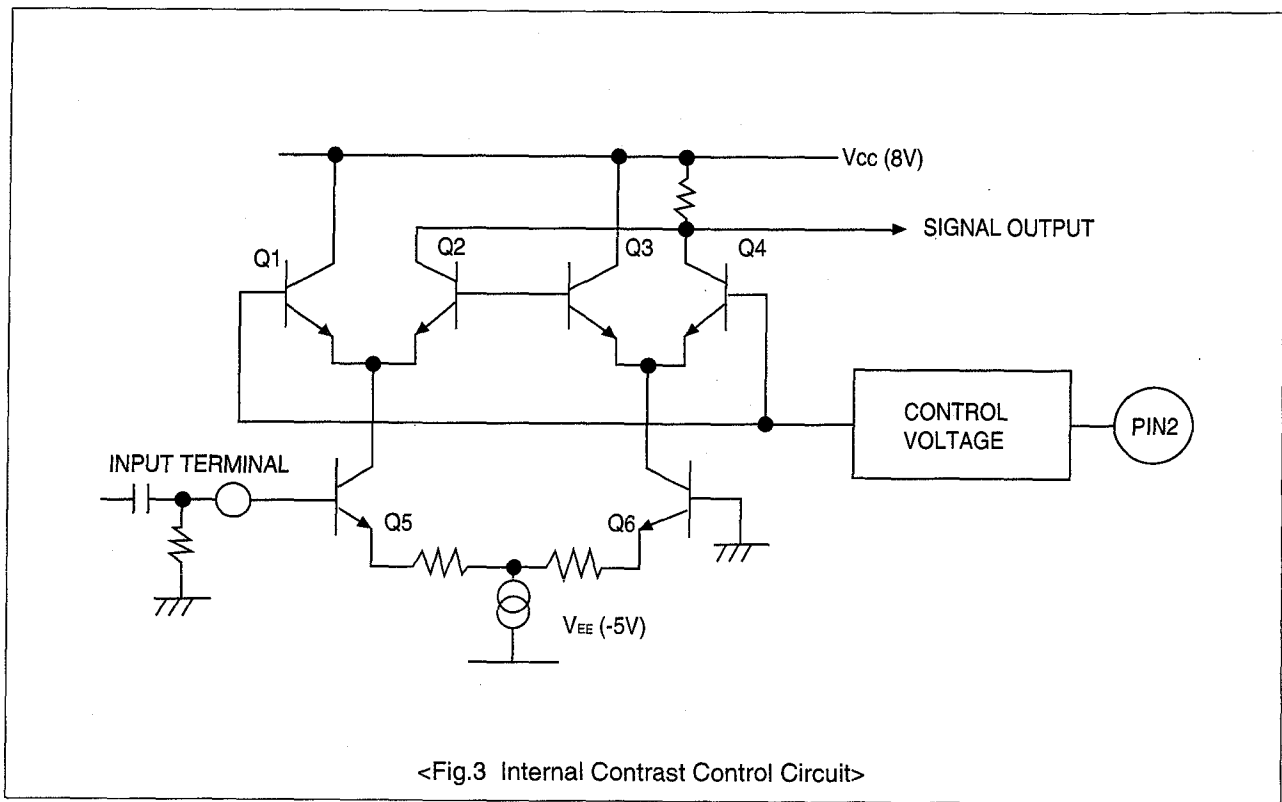 Vcc (8V)
SIGNAL OUTPUT
Q1
Q2
Q3
Q4
CONTROL
VOLTAGE
PIN2
INPUT TERMINAL
Q5
Q6
VEE (-5V)
<Fig.3 Internal Contrast Control Circuit>